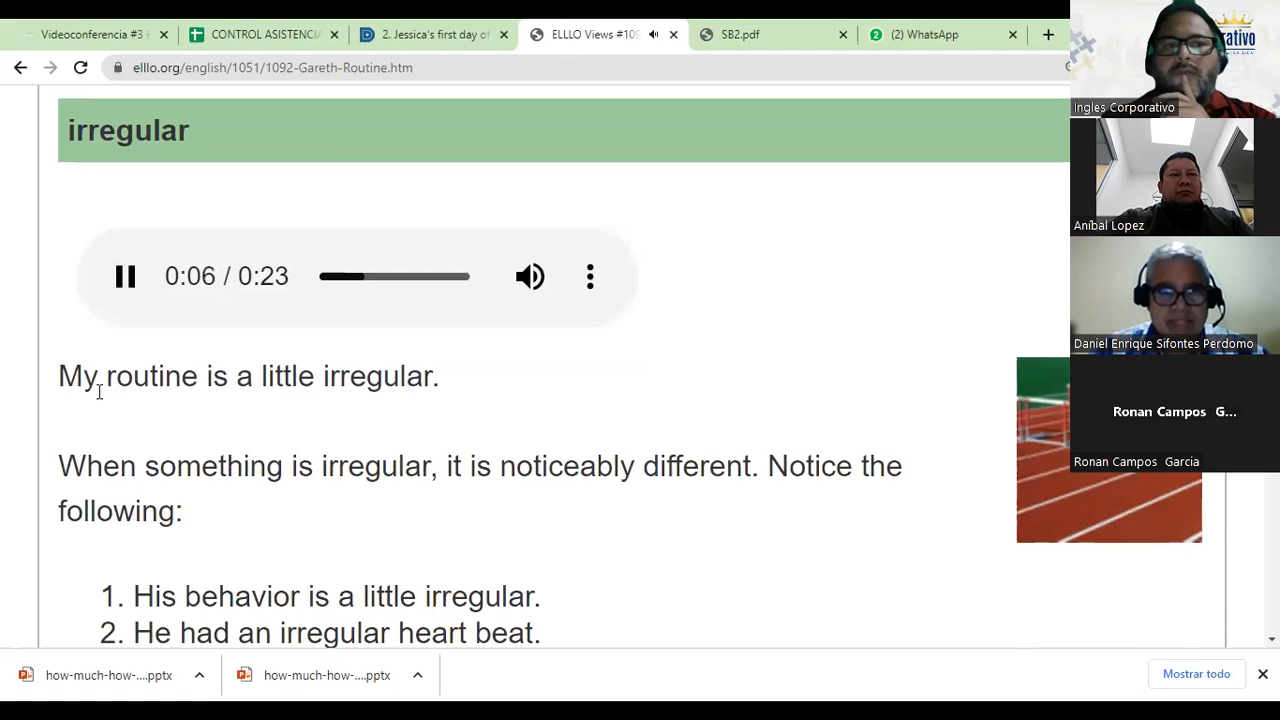 Videoconferencia #3
CONTROL ASISTENCIA
2. Jessica's first day of
ELLLO Views #109
SB2.pdf
(2) WhatsApp
elllo.org/english/1051/1092-Gareth-Routine.htm
irregular
0:06 / 0:23
My routine is a little irregular.
When something is irregular, it is noticeably different. Notice the
following:
1. His behavior is a little irregular.
2. He had an irregular heart beat.
how-much-how-....pptx
how-much-how-....pptx
Mostrar todo
rativo
Ingles Corporativo
Aníbal Lopez
Daniel Enrique Sifontes Perdomo
Ronan Campos G...
Ronan Campos Garcia